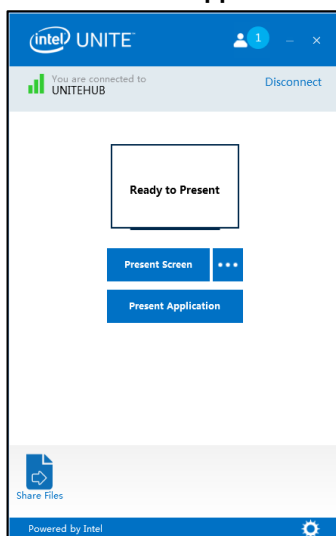 intel UNITE™
1
You are connected to
Disconnect
UNITEHUB
Ready to Present
Present Screen
Present Application
Share Files
Powered by Intel